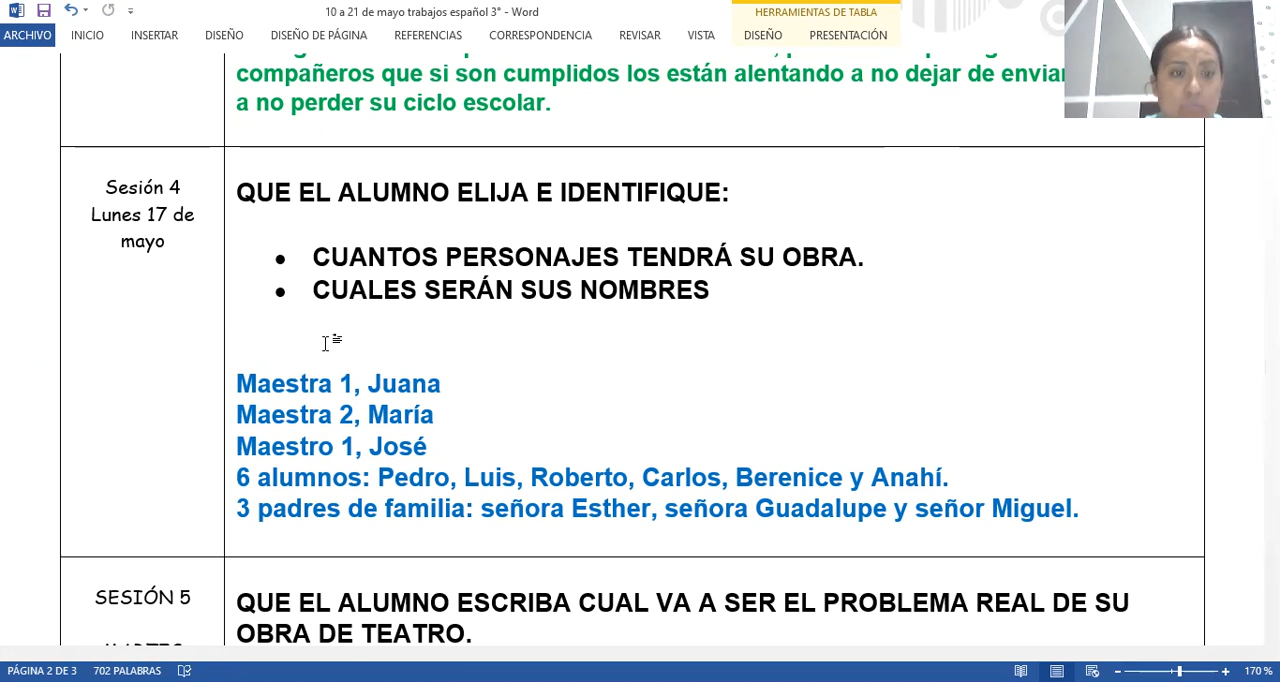 10 a 21 de mayo trabajos español 3° - Word
HERRAMIENTAS DE TABLA
ARCHIVO INICIO INSERTAR DISEÑO DISEÑO DE PÁGINA REFERENCIAS CORRESPONDENCIA REVISAR VISTA DISEÑO PRESENTACIÓN
compañeros que si son cumplidos los están alentando a no dejar de enviar
a no perder su ciclo escolar.
Sesión 4
Lunes 17 de
mayo
QUE EL ALUMNO ELIJA E IDENTIFIQUE:
• CUANTOS PERSONAJES TENDRÁ SU OBRA.
• CUALES SERÁN SUS NOMBRES
Maestra 1, Juana
Maestra 2, María
Maestro 1, José
6 alumnos: Pedro, Luis, Roberto, Carlos, Berenice y Anahí.
3 padres de familia: señora Esther, señora Guadalupe y señor Miguel.
SESIÓN 5
QUE EL ALUMNO ESCRIBA CUAL VA A SER EL PROBLEMA REAL DE SU
OBRA DE TEATRO.
PÁGINA 2 DE 3 702 PALABRAS 170 %